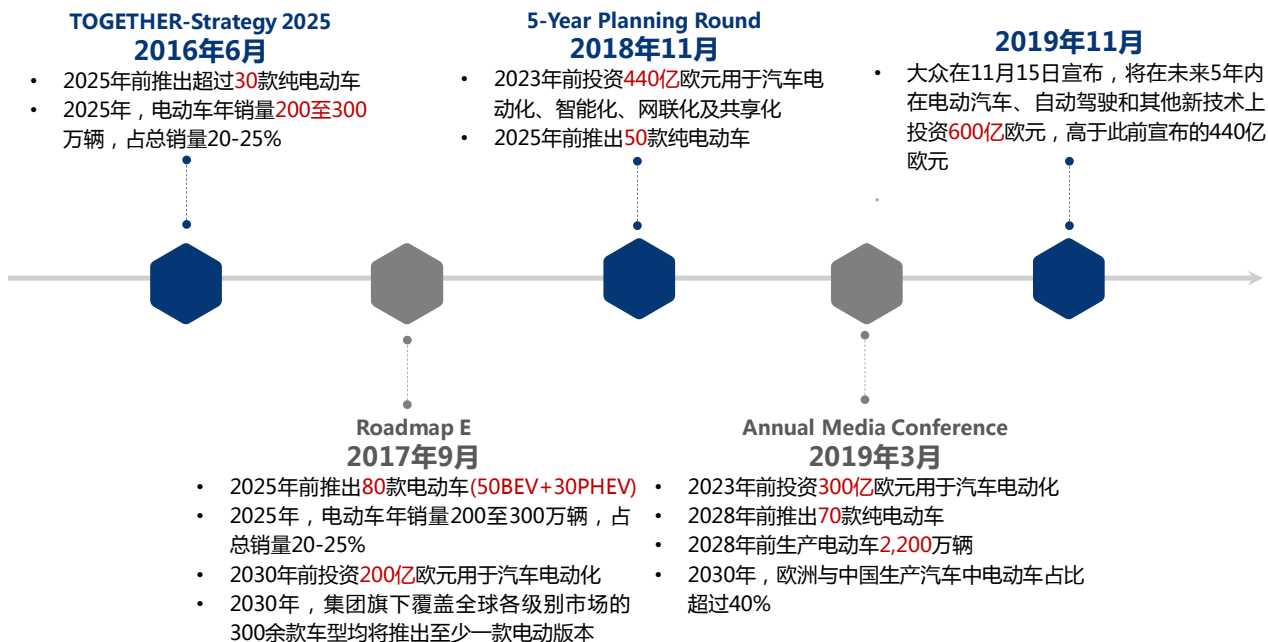 TOGETHER-Strategy 2025
2016年6月
• 2025年前推出超过30款纯电动车
• 2025年，电动车年销量200至300
万辆，占总销量20-25%
5-Year Planning Round
2018年11月
• 2023年前投资440亿欧元用于汽车电
动化、智能化、网联化及共享化
• 2025年前推出50款纯电动车
2019年11月
• 大众在11月15日宣布，将在未来5年内
在电动汽车、自动驾驶和其他新技术上
投资600亿欧元，高于此前宣布的440亿
欧元
Roadmap E
2017年9月
• 2025年前推出80款电动车(50BEV+30PHEV)
• 2025年，电动车年销量200至300万辆，占
总销量20-25%
• 2030年前投资200亿欧元用于汽车电动化
• 2030年，集团旗下覆盖全球各级别市场的
300余款车型均将推出至少一款电动版本
Annual Media Conference
2019年3月
• 2023年前投资300亿欧元用于汽车电动化
• 2028年前推出70款纯电动车
• 2028年前生产电动车2,200万辆
• 2030年，欧洲与中国生产汽车中电动车占比
超过40%